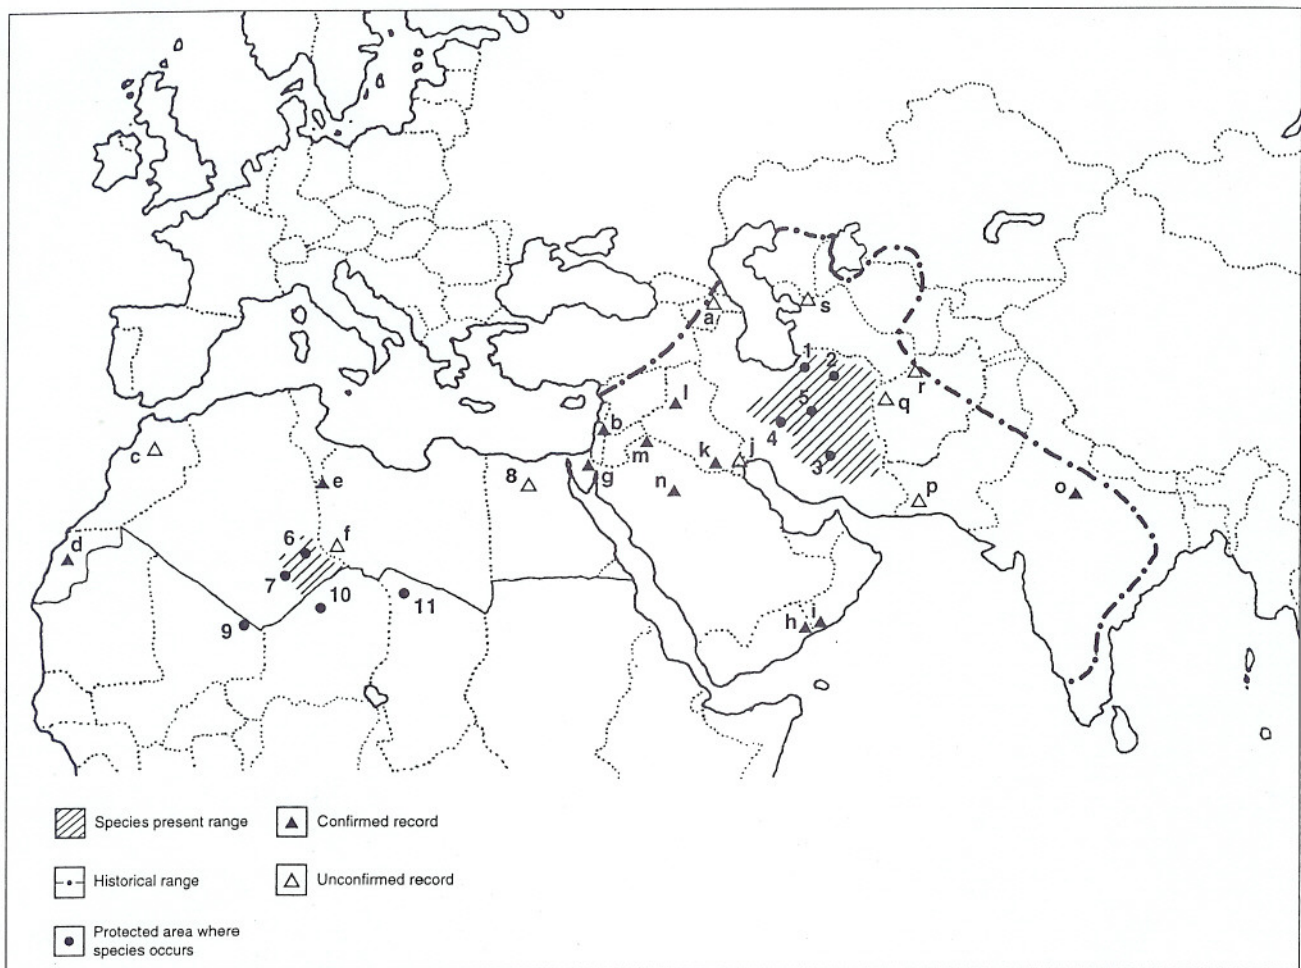 a
s
1
2
l
r
5
q
b
4
c
m
k
j
3
g
8
e
n
p
o
f
d
6
7
10
11
9
h
i
Species present range
Confirmed record
Historical range
Unconfirmed record
Protected area where
species occurs